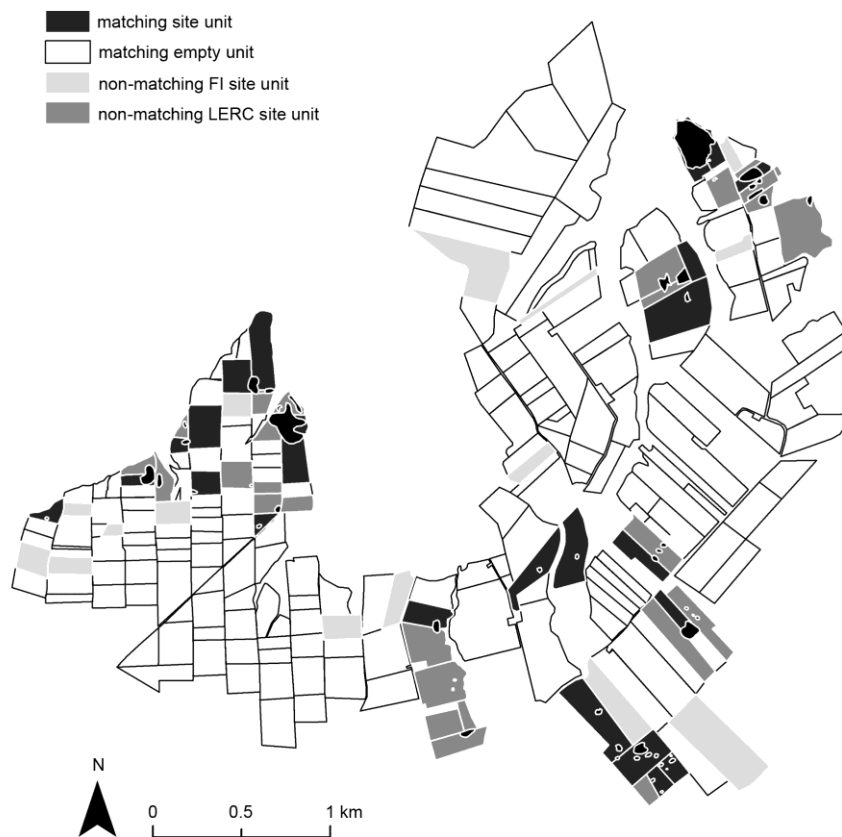 matching site unit
matching empty unit
non-matching FI site unit
non-matching LERC site unit
N
0 0.5 1 km